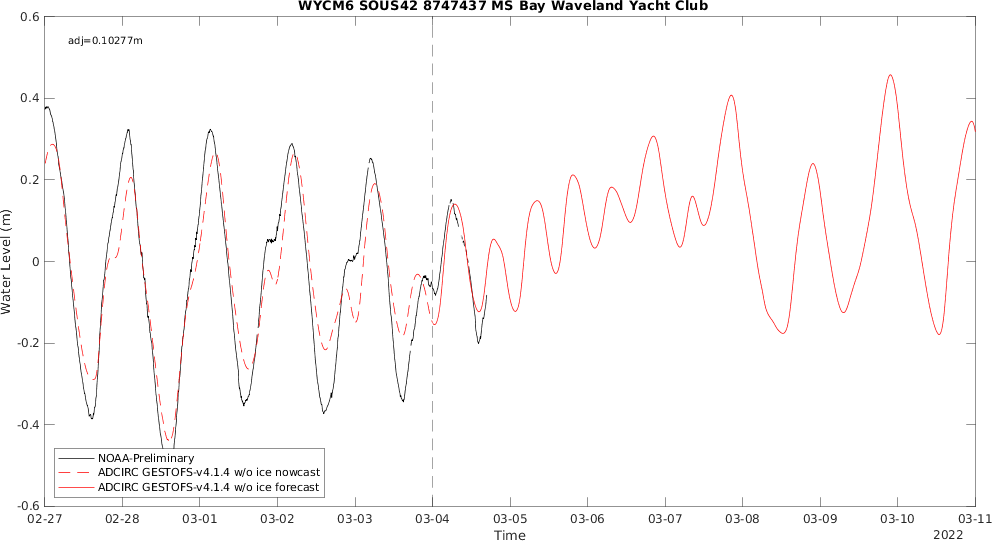 WYCM6 SOUS42 8747437 MS Bay Waveland Yacht Club
adj=0.10277m
0.6
0.4
0.2
0
-0.2
-0.4
-0.6
Water Level (m)
NOAA-Preliminary
ADCIRC GESTOFS-v4.1.4 w/o ice nowcast
ADCIRC GESTOFS-v4.1.4 w/o ice forecast
02-27 02-28 03-01 03-02 03-03 03-04 03-05 03-06 03-07 03-08 03-09 03-10 03-11
Time
2022